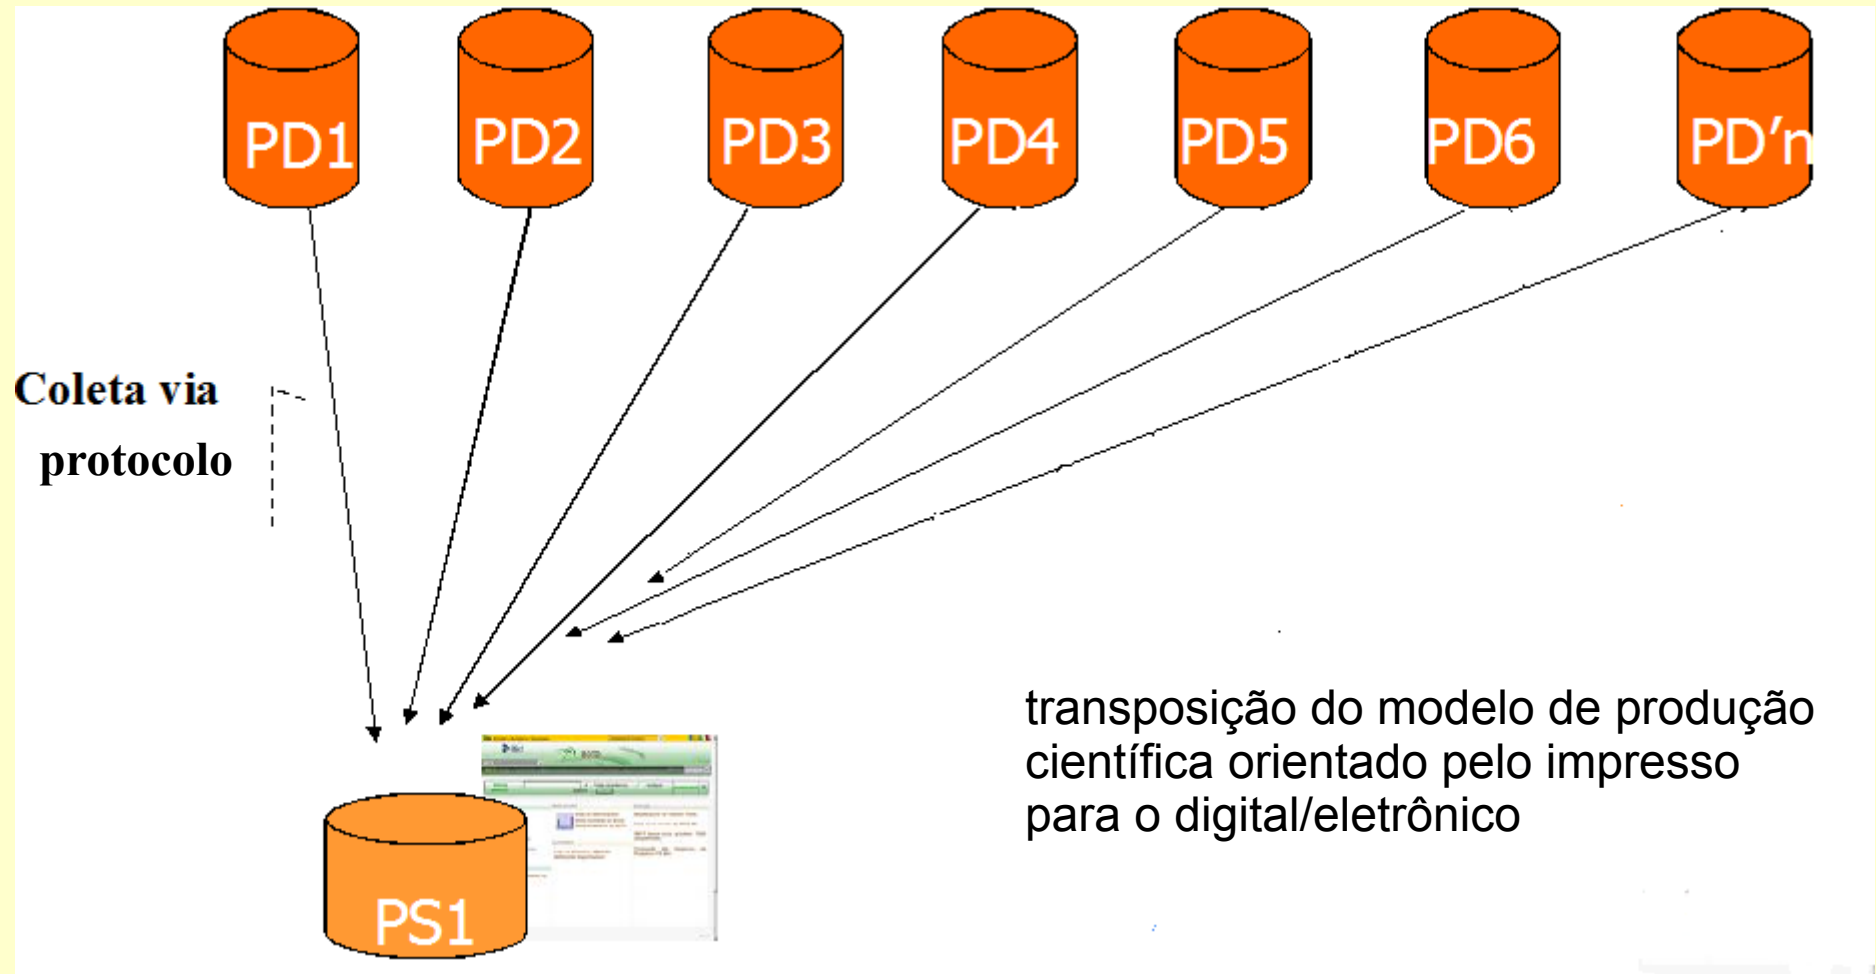 PD1 PD2 PD3 PD4 PD5 PD6 PD'n
Coleta via
protocolo
transposição do modelo de produção
científica orientado pelo impresso
para o digital/eletrônico
PS1